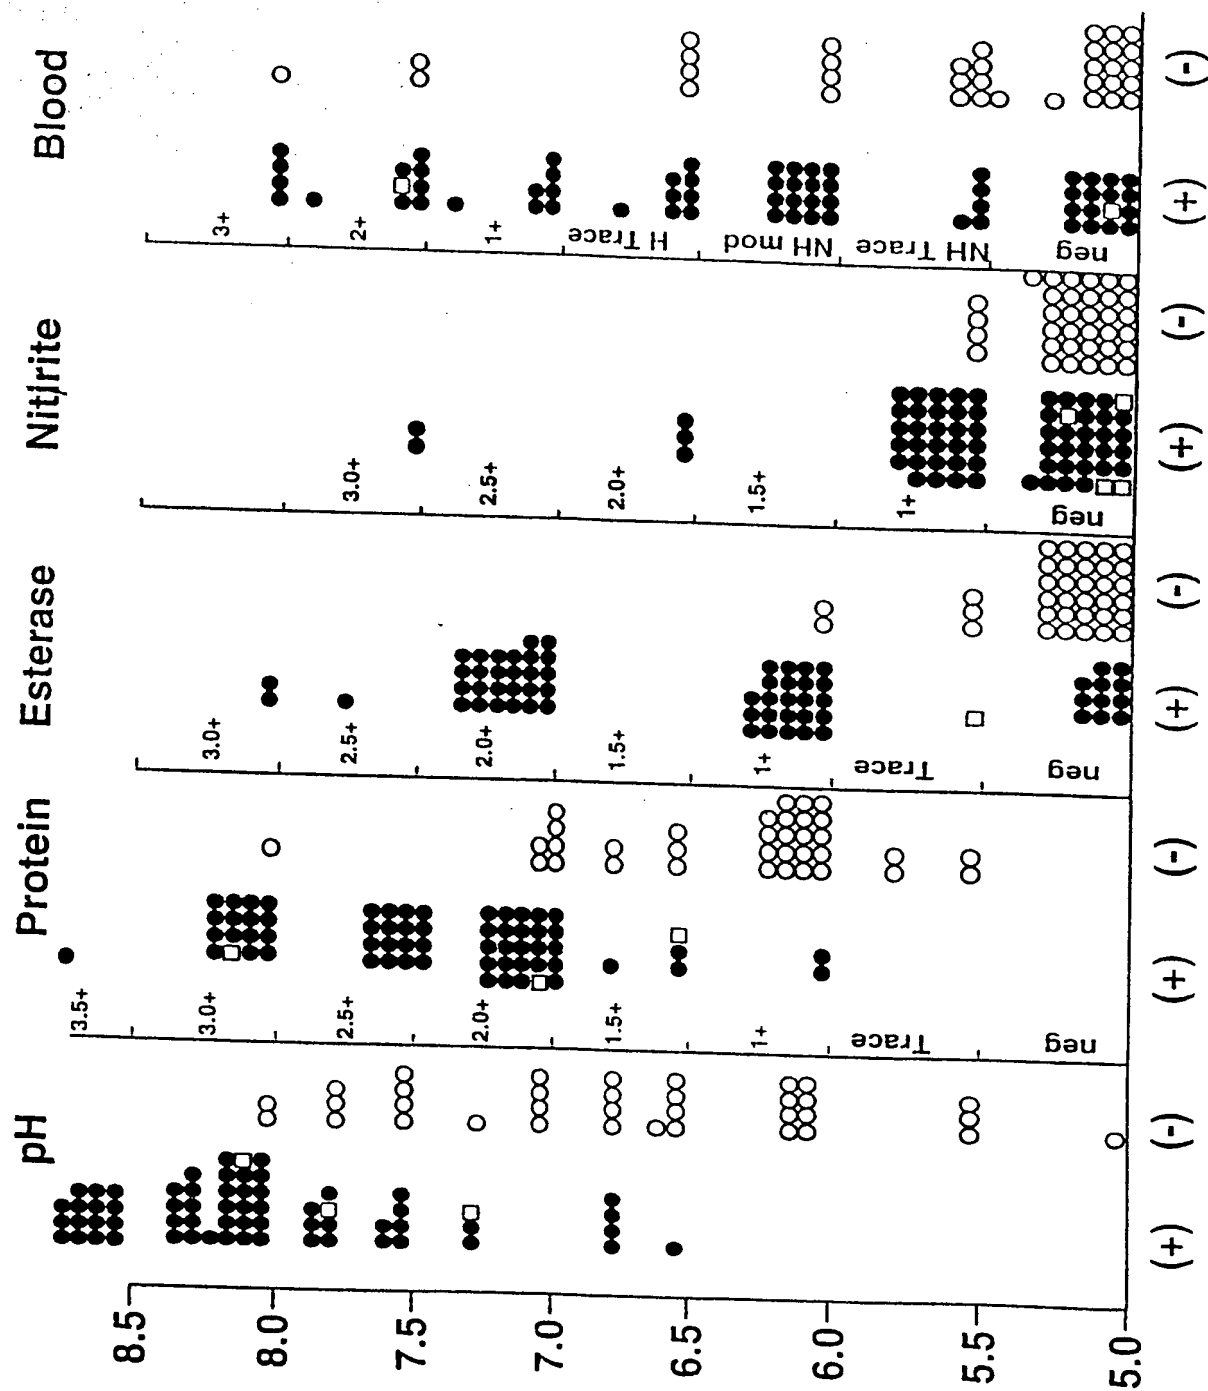 pH
8.5
8.0
7.5
7.0
6.5
6.0
5.5
5.0
(+) (-)
Protein
3.5+
3.0+
2.5+
2.0+
1.5+
1+
Trace
neg
(+) (-)
Esterase
3.0+
2.5+
2.0+
1.5+
1+
Trace
neg
(+) (-)
Nitrite
3.0+
2.5+
2.0+
1.5+
1+
neg
(+) (-)
Blood
3+
2+
1+
H Trace
NH mod
NH Trace
neg
(+) (-)